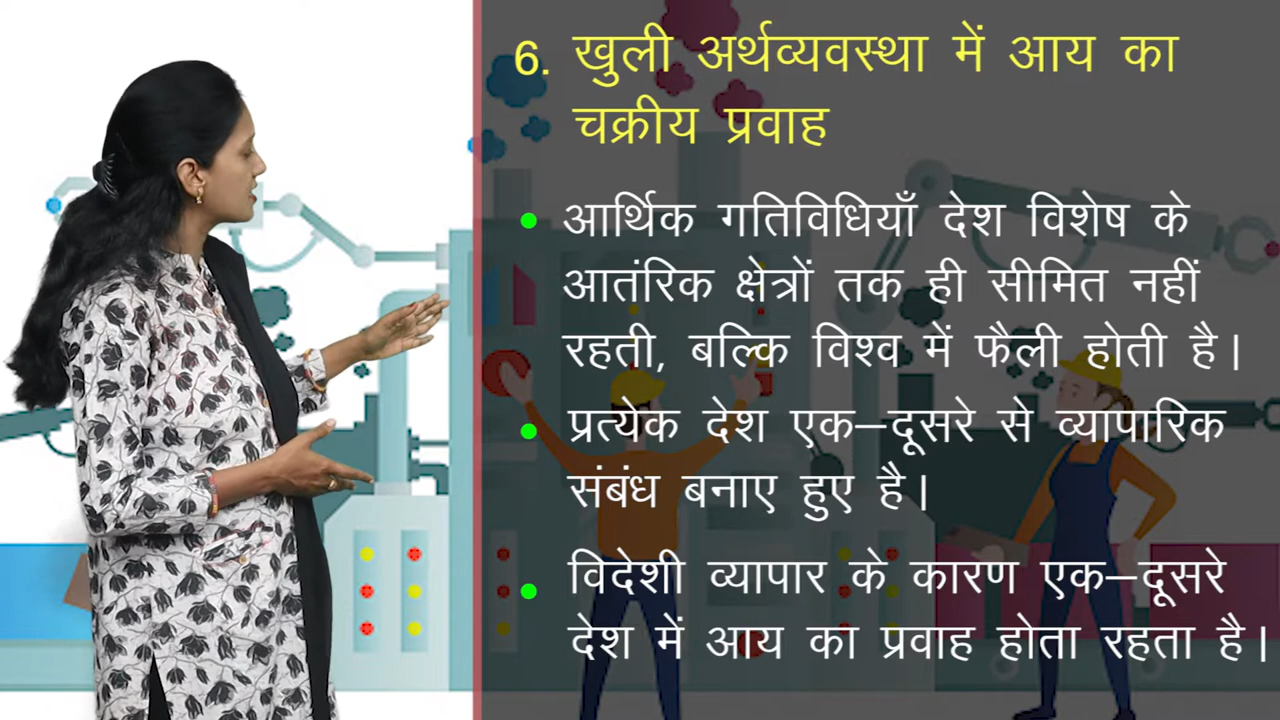 6. खुली अर्थव्यवस्था में आय का
चक्रीय प्रवाह
• आर्थिक गतिविधियाँ देश विशेष के
आतंरिक क्षेत्रों तक ही सीमित नहीं
रहती, बल्कि विश्व में फैली होती है।
• प्रत्येक देश एक–दूसरे से व्यापारिक
संबंध बनाए हुए है।
• विदेशी व्यापार के कारण एक–दूसरे
देश में आय का प्रवाह होता रहता है।